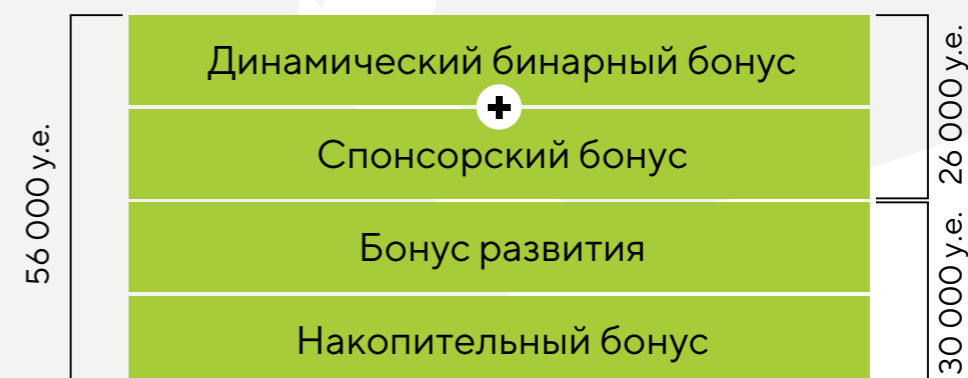 56 000 у.е.
Динамический бинарный бонус
+
Спонсорский бонус
Бонус развития
Накопительный бонус
26 000 у.е.
30 000 у.е.